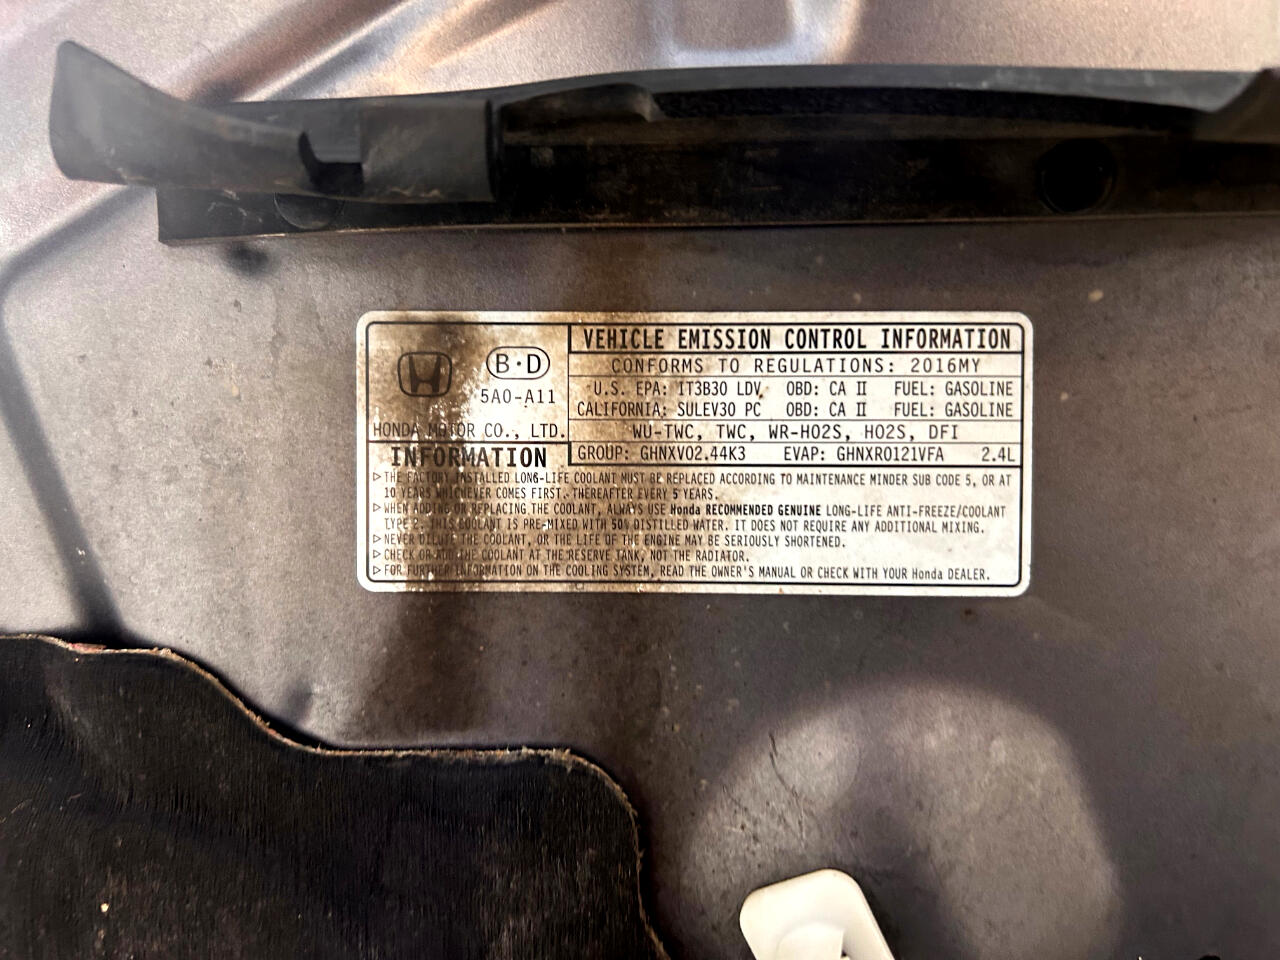 VEHICLE EMISSION CONTROL INFORMATION
B·D
5A0-A11
HONDA MOTOR CO., LTD.
CONFORMS TO REGULATIONS: 2016MY
U.S. EPA: IT3B30 LDV OBD: CA II FUEL: GASOLINE
CALIFORNIA: SULEV30 PC OBD: CA II FUEL: GASOLINE
WU-TWC, TWC, WR-HO2S, HO2S, DFI
GROUP: GHNXV02.44K3 EVAP: GHNXR0121VFA 2.4L
INFORMATION
▷THE FACTORY INSTALLED LONG-LIFE COOLANT MUST BE REPLACED ACCORDING TO MAINTENANCE MINDER SUB CODE 5, OR AT
10 YEARS WHICHEVER COMES FIRST. THEREAFTER EVERY 5 YEARS.
▷WHEN ADDING OR REPLACING THE COOLANT, ALWAYS USE Honda RECOMMENDED GENUINE LONG-LIFE ANTI-FREEZE/COOLANT
TYPE 2. THIS COOLANT IS PRE-MIXED WITH 50% DISTILLED WATER. IT DOES NOT REQUIRE ANY ADDITIONAL MIXING.
▷NEVER DILUTE THE COOLANT, OR THE LIFE OF THE ENGINE MAY BE SERIOUSLY SHORTENED.
▷CHECK OR ADD THE COOLANT AT THE RESERVE TANK, NOT THE RADIATOR.
▷FOR FURTHER INFORMATION ON THE COOLING SYSTEM, READ THE OWNER'S MANUAL OR CHECK WITH YOUR Honda DEALER.